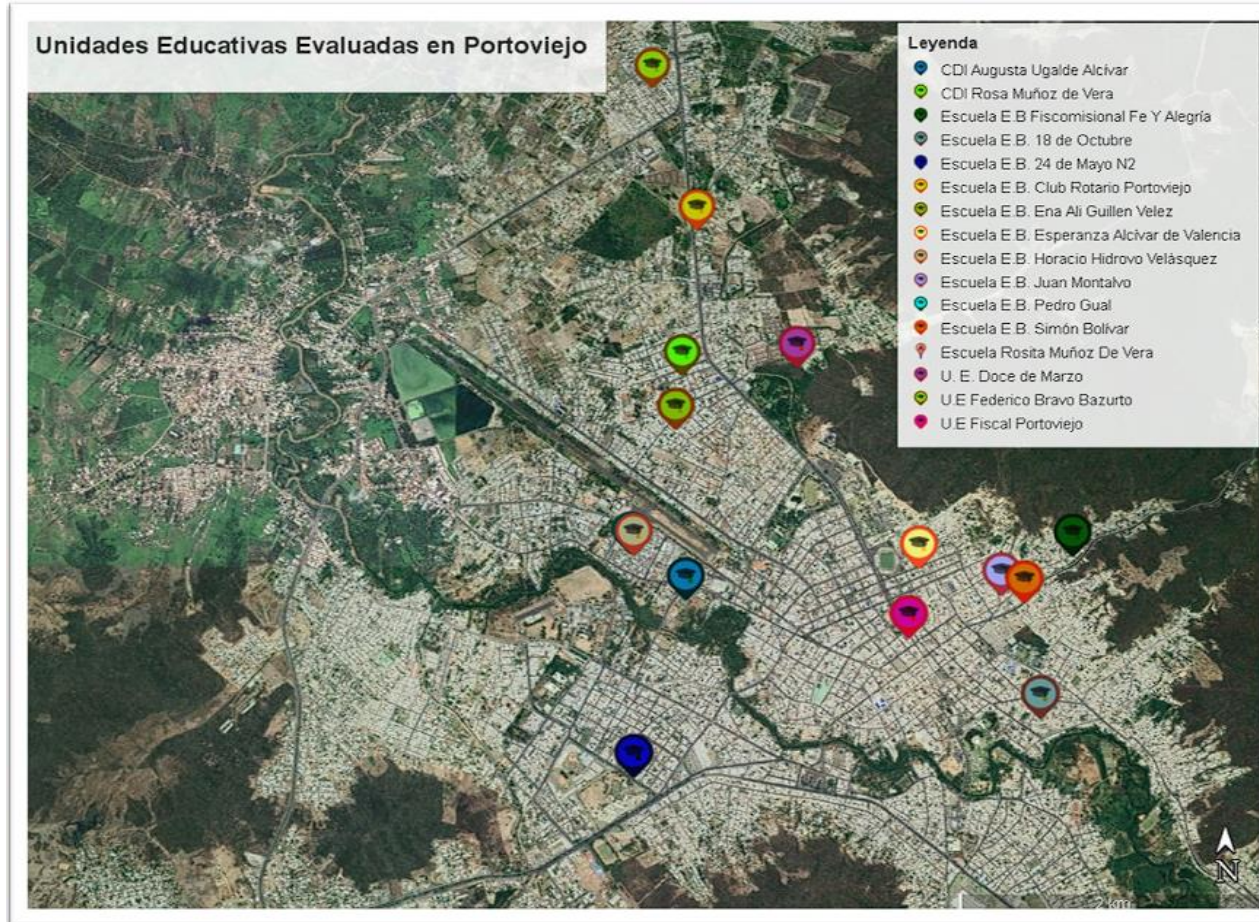 Unidades Educativas Evaluadas en Portoviejo
Leyenda
CDI Augusta Ugalde Alcívar
CDI Rosa Muñoz de Vera
Escuela E.B Fiscomisional Fe Y Alegría
Escuela E.B. 18 de Octubre
Escuela E.B. 24 de Mayo N2
Escuela E.B. Club Rotario Portoviejo
Escuela E.B. Ena Ali Guillen Velez
Escuela E.B. Esperanza Alcívar de Valencia
Escuela E.B. Horacio Hidrovo Velásquez
Escuela E.B. Juan Montalvo
Escuela E.B. Pedro Gual
Escuela E.B. Simón Bolívar
Escuela Rosita Muñoz De Vera
U. E. Doce de Marzo
U.E Federico Bravo Bazurto
U.E Fiscal Portoviejo
N
2 km